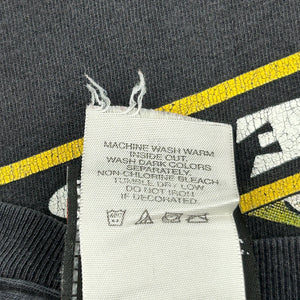 MACHINE WASH WARM
INSIDE OUT.
WASH DARK COLORS
SEPARATELY.
NON-CHLORINE BLEACH.
TUMBLE DRY LOW
DO NOT IRON
IF DECORATED.